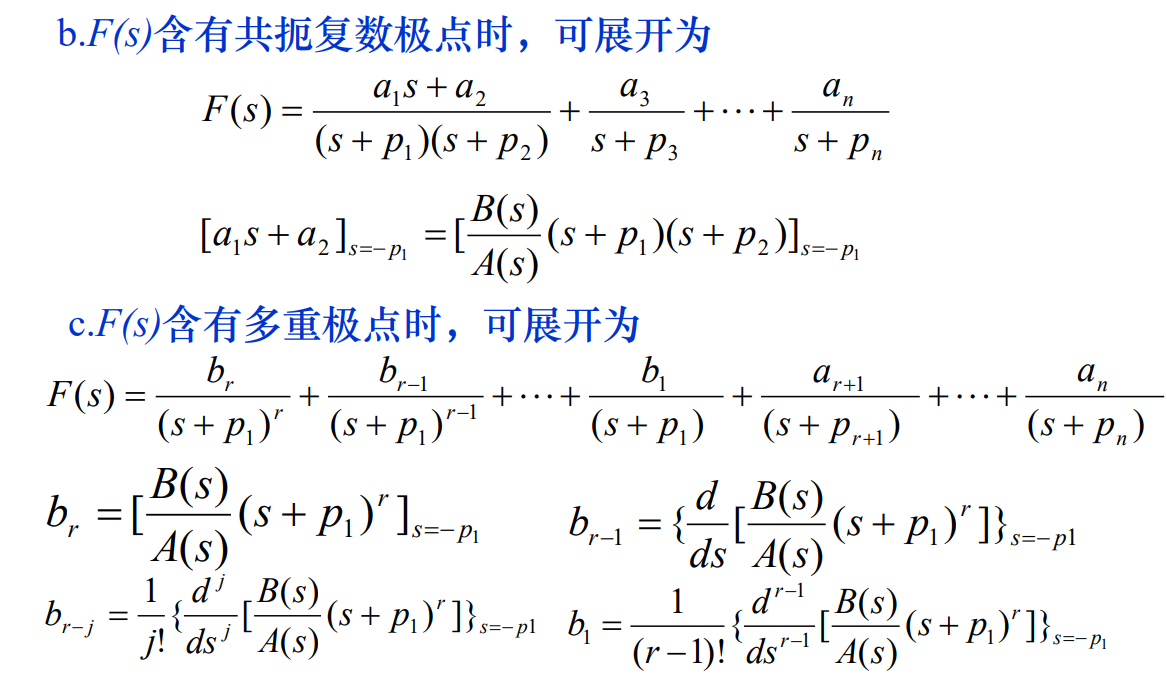 b.F(s)含有共扼复数极点时，可展开为
F(s) = \frac{a_1 s + a_2}{(s + p_1)(s + p_2)} + \frac{a_3}{s + p_3} + \cdots + \frac{a_n}{s + p_n}
[a_1 s + a_2]_{s=-p_1} = [\frac{B(s)}{A(s)}(s + p_1)(s + p_2)]_{s=-p_1}
c.F(s)含有多重极点时，可展开为
F(s) = \frac{b_r}{(s + p_1)^r} + \frac{b_{r-1}}{(s + p_1)^{r-1}} + \cdots + \frac{b_1}{(s + p_1)} + \frac{a_{r+1}}{(s + p_{r+1})} + \cdots + \frac{a_n}{(s + p_n)}
b_r = [\frac{B(s)}{A(s)}(s + p_1)^r]_{s=-p_1} b_{r-1} = \{\frac{d}{ds}[\frac{B(s)}{A(s)}(s + p_1)^r]\}_{s=-p1}
b_{r-j} = \frac{1}{j!}\{\frac{d^j}{ds^j}[\frac{B(s)}{A(s)}(s + p_1)^r]\}_{s=-p1} b_1 = \frac{1}{(r-1)!}\{\frac{d^{r-1}}{ds^{r-1}}[\frac{B(s)}{A(s)}(s + p_1)^r]\}_{s=-p_1}